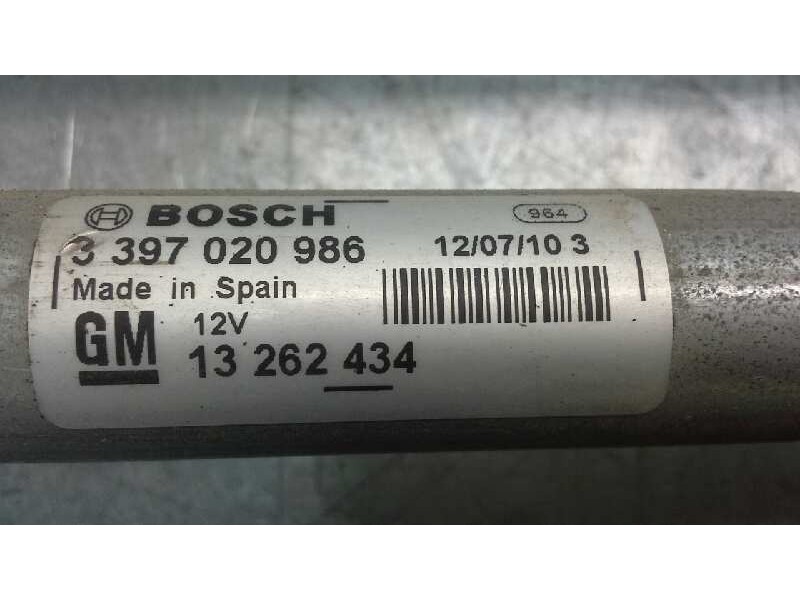 BOSCH 964
3 397 020 986 12/07/10 3
Made in Spain
GM 12V
13 262 434